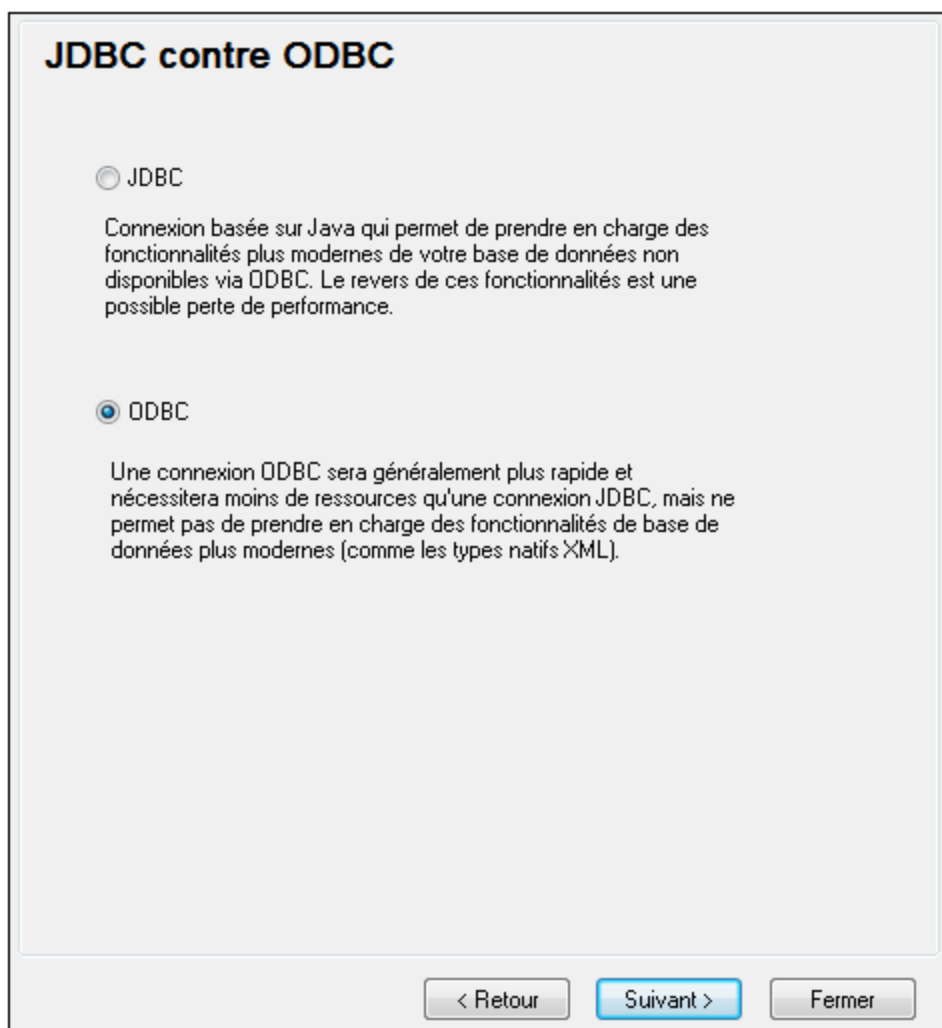 JDBC contre ODBC
JDBC
Connexion basée sur Java qui permet de prendre en charge des
fonctionnalités plus modernes de votre base de données non
disponibles via ODBC. Le revers de ces fonctionnalités est une
possible perte de performance.
ODBC
Une connexion ODBC sera généralement plus rapide et
nécessitera moins de ressources qu'une connexion JDBC, mais ne
permet pas de prendre en charge des fonctionnalités de base de
données plus modernes (comme les types natifs XML).
< Retour Suivant > Fermer